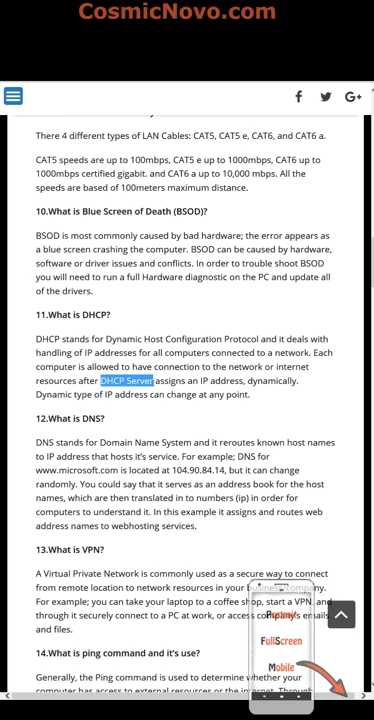 CosmicNovo.com
There 4 different types of LAN Cables: CAT5, CAT5 e, CAT6, and CAT6 a.
CAT5 speeds are up to 100mbps, CAT5 e up to 1000mbps, CAT6 up to
1000mbps certified gigabit. and CAT6 a up to 10,000 mbps. All the
speeds are based of 100meters maximum distance.
10.What is Blue Screen of Death (BSOD)?
BSOD is most commonly caused by bad hardware; the error appears as
a blue screen crashing the computer. BSOD can be caused by hardware,
software or driver issues and conflicts. In order to trouble shoot BSOD
you will need to run a full Hardware diagnostic on the PC and update all
of the drivers.
11.What is DHCP?
DHCP stands for Dynamic Host Configuration Protocol and it deals with
handling of IP addresses for all computers connected to a network. Each
computer is allowed to have connection to the network or internet
resources after DHCP Server assigns an IP address, dynamically.
Dynamic type of IP address can change at any point.
12.What is DNS?
DNS stands for Domain Name System and it reroutes known host names
to IP address that hosts it's service. For example; DNS for
www.microsoft.com is located at 104.90.84.14, but it can change
randomly. You could say that it serves as an address book for the host
names, which are then translated in to numbers (ip) in order for
computers to understand it. In this example it assigns and routes web
address names to webhosting services.
13.What is VPN?
A Virtual Private Network is commonly used as a secure way to connect
from remote location to network resources in your business/company.
For example; you can take your laptop to a coffee shop, start a VPN and
through it securely connect to a PC at work, or access company's emails
and files.
FullScreen
Mobile
14.What is ping command and it's use?
Generally, the Ping command is used to determine whether your
computer has access to external resources or the internet. Through